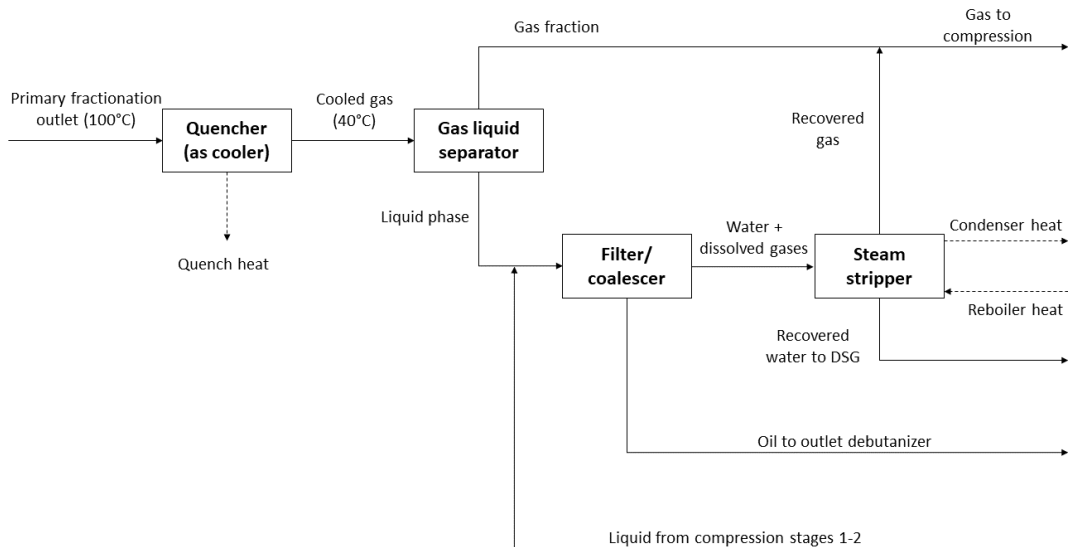 Gas fraction
Gas to
compression
Primary fractionation
outlet (100°C)
Quencher
(as cooler)
Cooled gas
(40°C)
Gas liquid
separator
Recovered
gas
Liquid phase
Quench heat
Filter/
coalescer
Water +
dissolved gases
Steam
stripper
Condenser heat
Reboiler heat
Recovered
water to DSG
Oil to outlet debutanizer
Liquid from compression stages 1-2